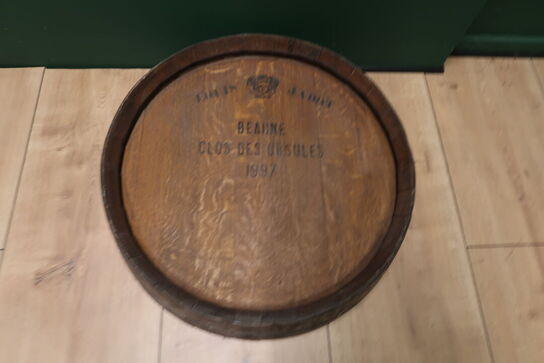 LOUIS JADOT
BEAUNE
CLOS DES URSULES
1997